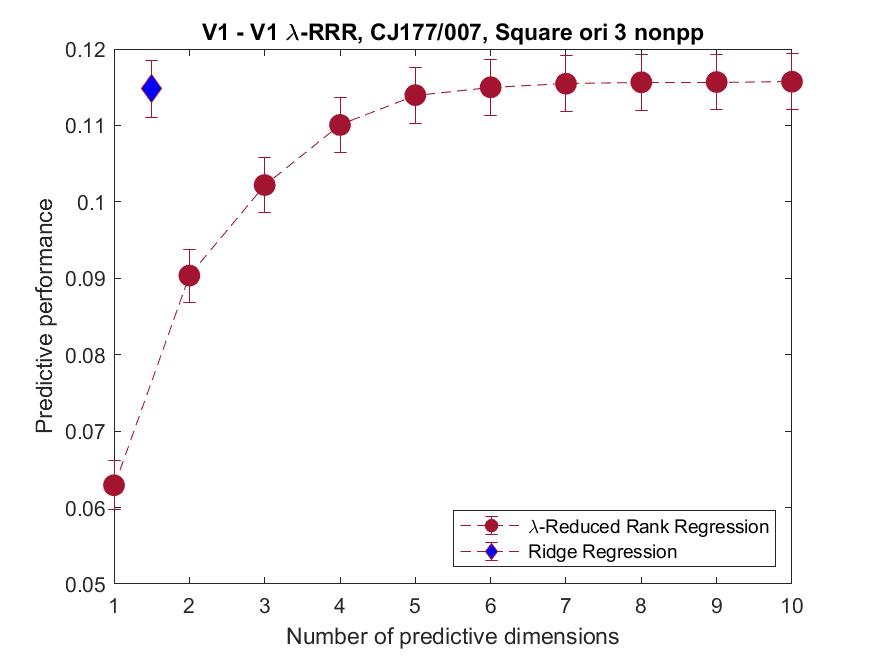 V1 - V1 λ-RRR, CJ177/007, Square ori 3 nonpp
0.12
0.11
0.1
0.09
0.08
0.07
0.06
0.05
Predictive performance
λ-Reduced Rank Regression
Ridge Regression
1 2 3 4 5 6 7 8 9 10
Number of predictive dimensions